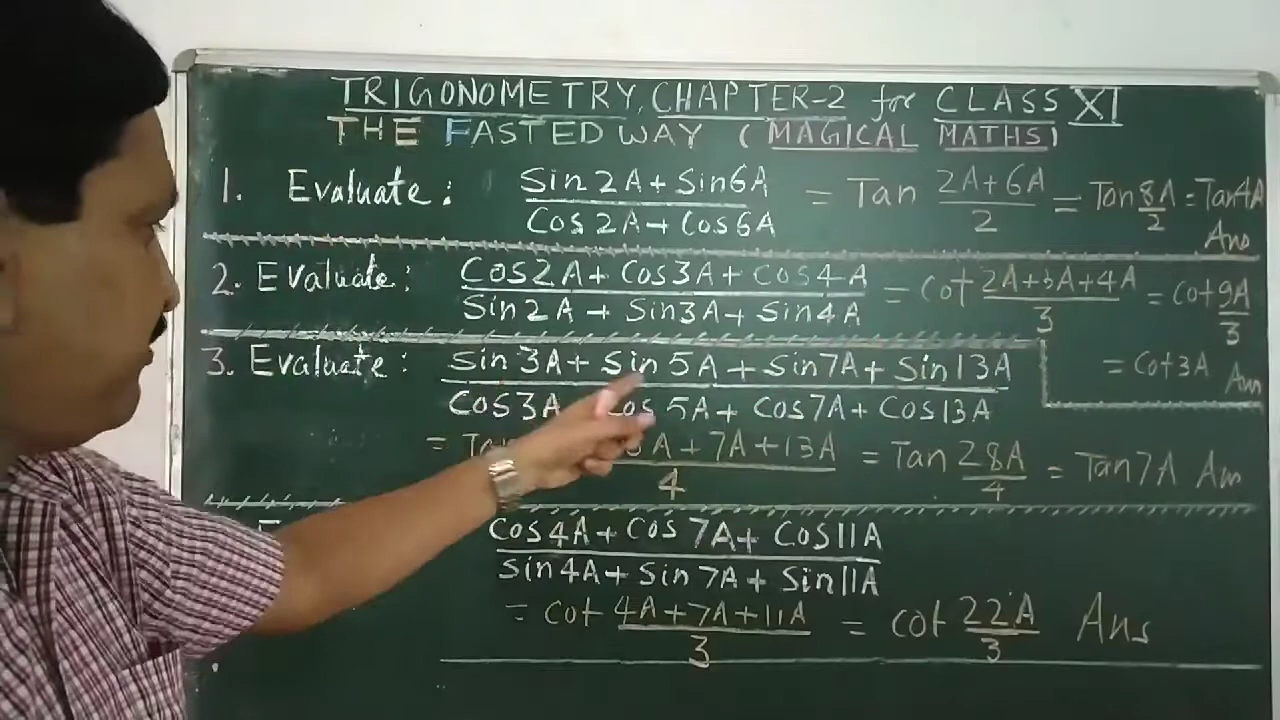 TRIGONOMETRY, CHAPTER-2 for CLASS XI
THE FASTED WAY (MAGICAL MATHS)
1. Evaluate: Sin2A+Sin6A / Cos2A+Cos6A = Tan 2A+6A / 2 = Tan 8A/2 = Tan4A
Ans
2. Evaluate: Cos2A+Cos3A+Cos4A / Sin2A+Sin3A+Sin4A = Cot 2A+3A+4A / 3 = Cot 9A/3
= Cot3A Ans
3. Evaluate: Sin3A+Sin5A+Sin7A+Sin13A / Cos3A Cos5A+Cos7A+Cos13A
= Tan A+7A+13A / 4 = Tan 28A/4 = Tan7A Ans
Cos4A+Cos7A+Cos11A / Sin4A+Sin7A+Sin11A
= Cot 4A+7A+11A / 3 = Cot 22A/3 Ans